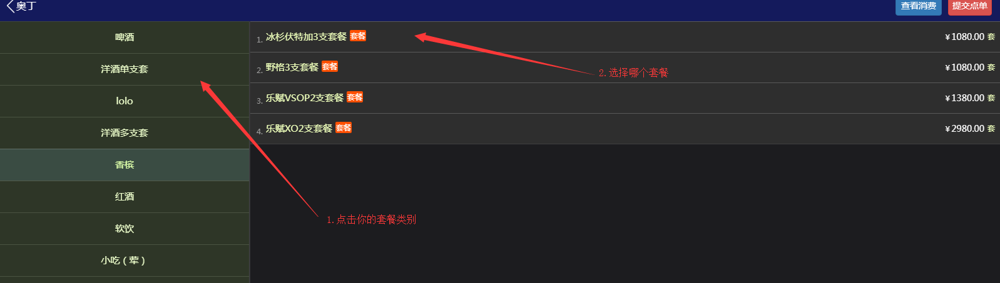 奥丁
查看消费
提交点单
啤酒
洋酒单支套
lolo
洋酒多支套
香槟
红酒
软饮
小吃（荤）
1. 冰杉伏特加3支套餐 套餐 ¥1080.00 套
2. 野格3支套餐 套餐 ¥1080.00 套
3. 乐赋VSOP2支套餐 套餐 ¥1380.00 套
4. 乐赋XO2支套餐 套餐 ¥2980.00 套
2.选择哪个套餐
1.点击你的套餐类别